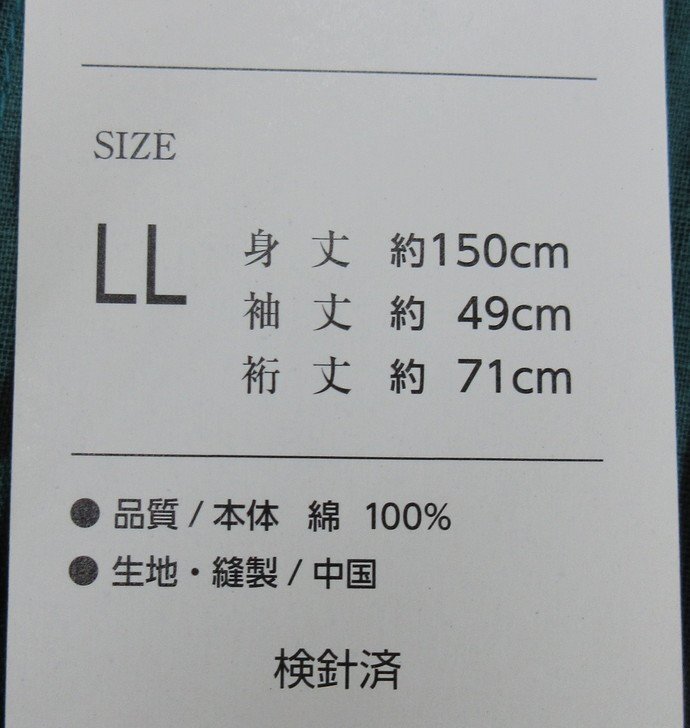 SIZE
LL
身丈 約150cm
袖丈 約 49cm
裄丈 約 71cm
● 品質 / 本体 綿 100%
● 生地・縫製 / 中国
検針済